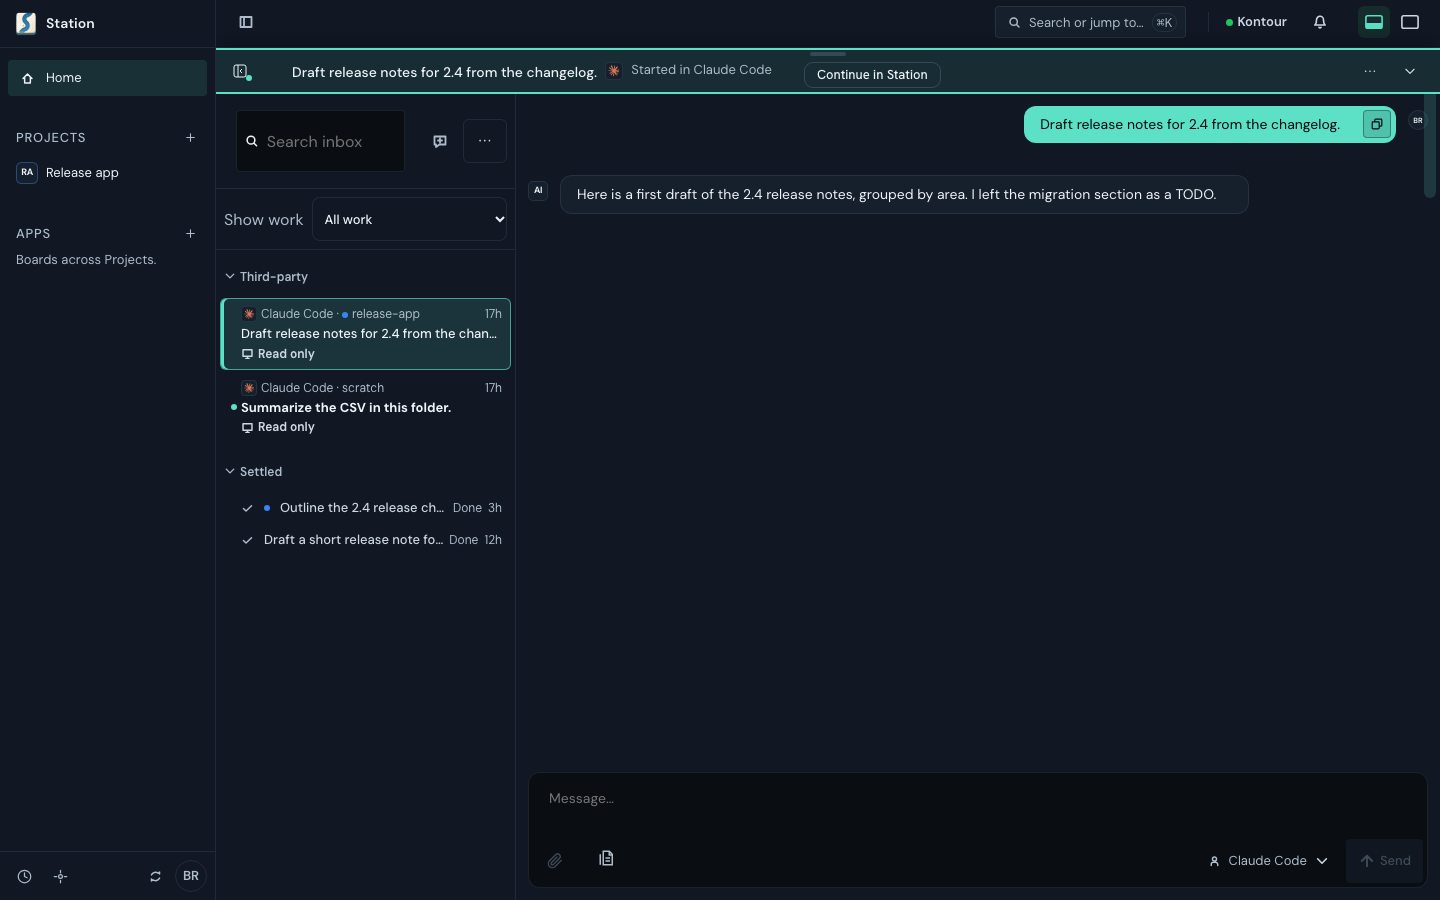 Station
Search or jump to... ⌘K
Kontour
Home
Draft release notes for 2.4 from the changelog.
Started in Claude Code
Continue in Station
PROJECTS
RA Release app
APPS
Boards across Projects.
Search inbox
Show work
All work
Third-party
Claude Code · release-app 17h
Draft release notes for 2.4 from the chan...
Read only
Claude Code · scratch 17h
Summarize the CSV in this folder.
Read only
Settled
Outline the 2.4 release ch... Done 3h
Draft a short release note fo... Done 12h
Draft release notes for 2.4 from the changelog.
BR
AI
Here is a first draft of the 2.4 release notes, grouped by area. I left the migration section as a TODO.
Message...
Claude Code
Send
BR